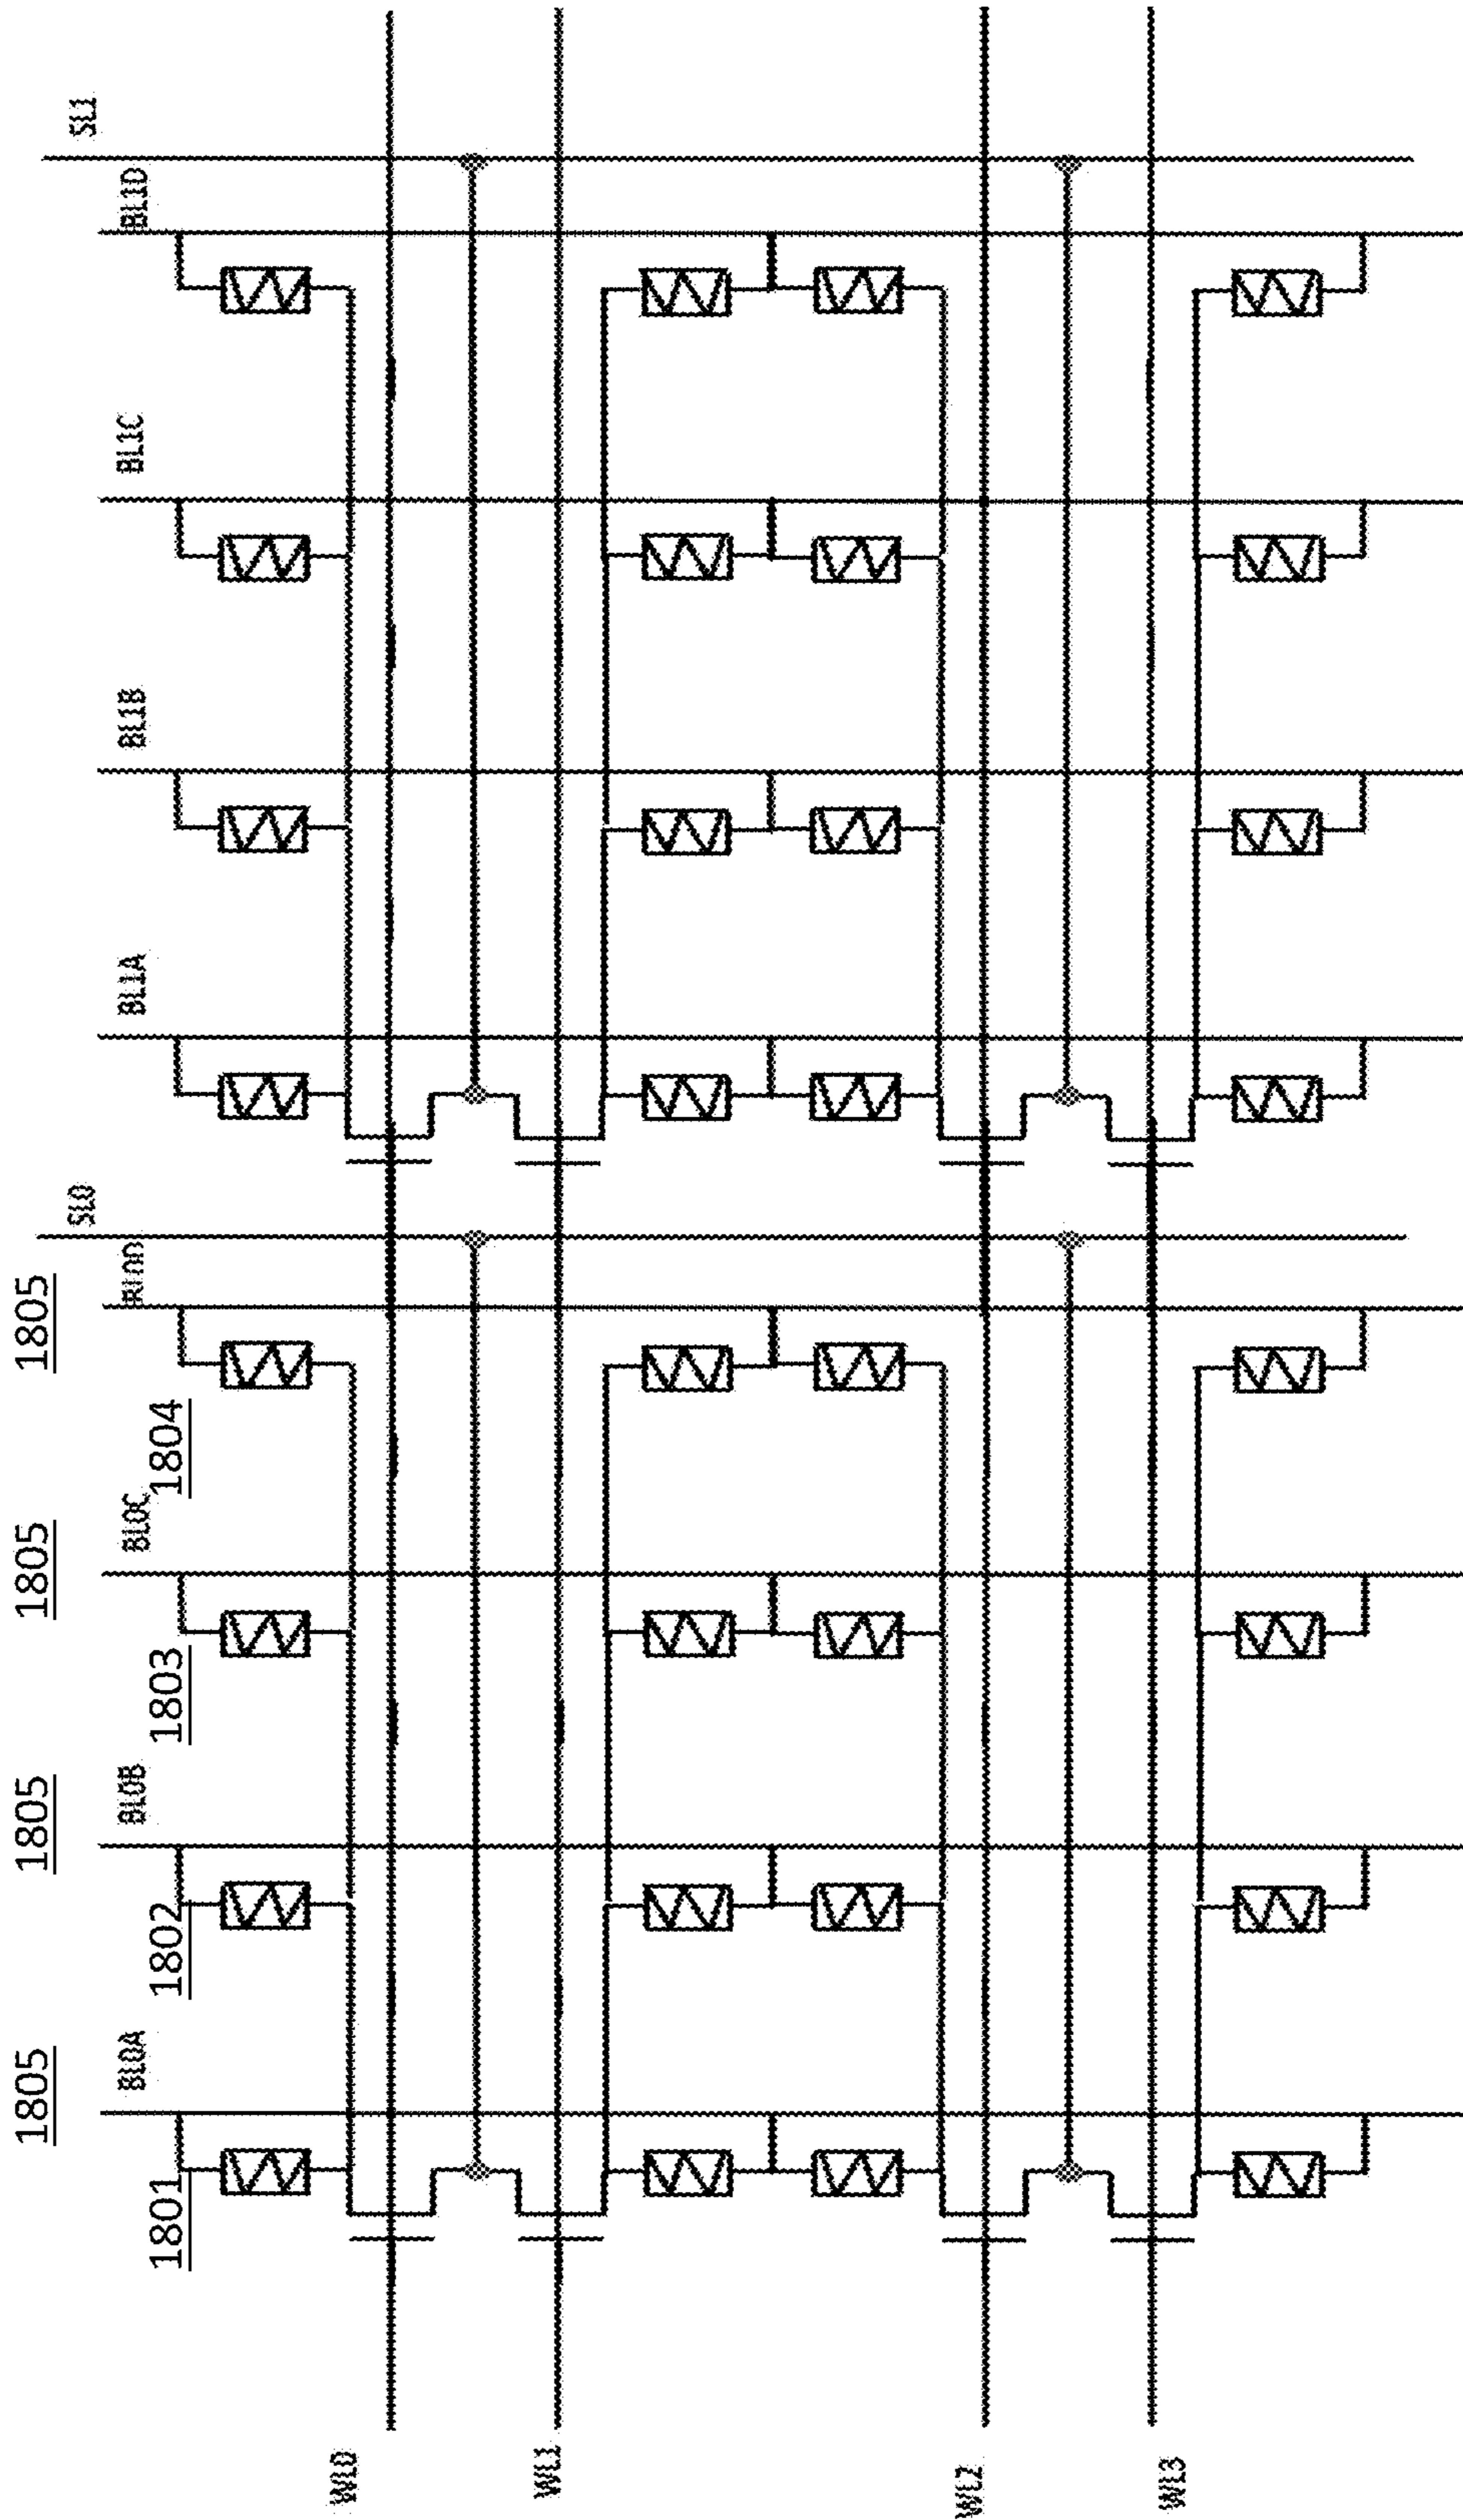 1805 1805 1805 1805
SL0 SL1
BL0A BL0B BL0C BL0D BL1A BL1B BL1C BL1D
1801 1802 1803 1804
WL0
WL1
WL2
WL3